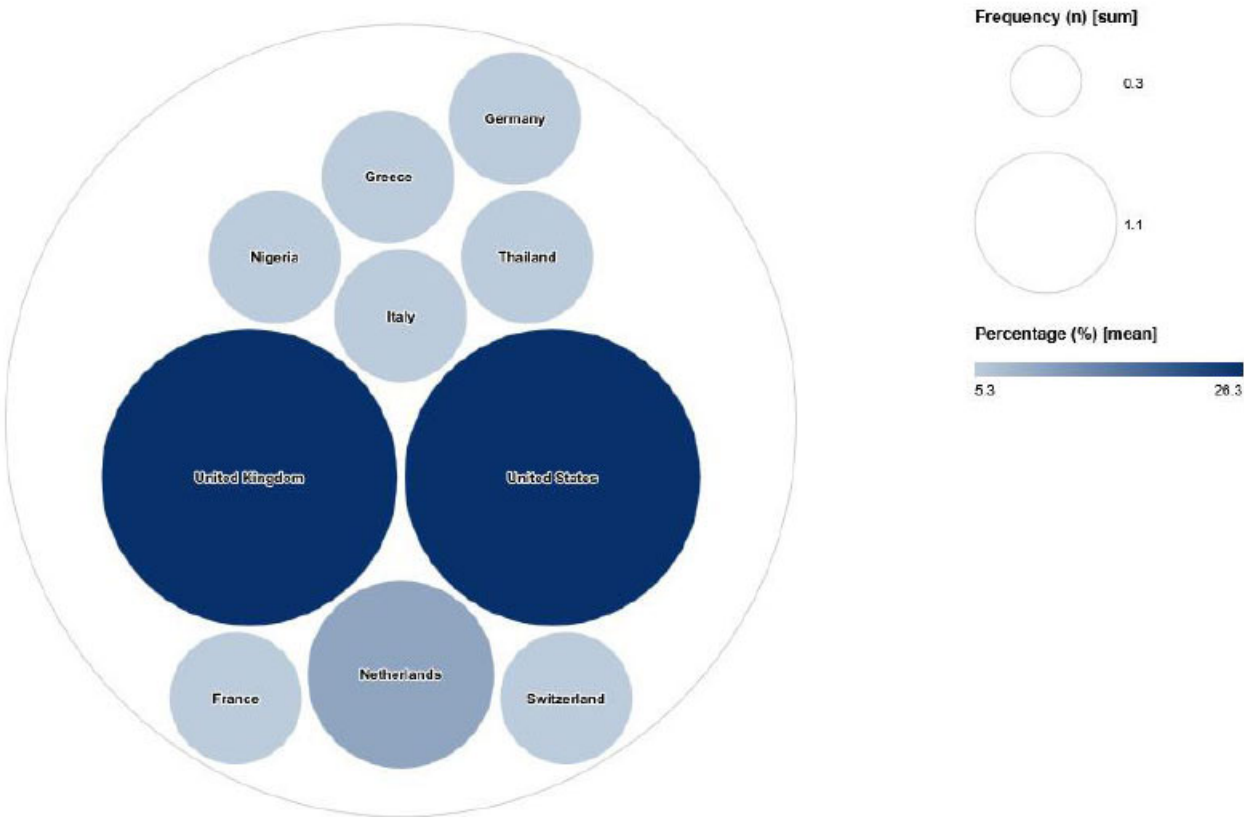 Germany
Greece
Nigeria
Thailand
Italy
United Kingdom
United States
Netherlands
France
Switzerland
Frequency (n) [sum]
0.3
1.1
Percentage (%) [mean]
5.3
26.3